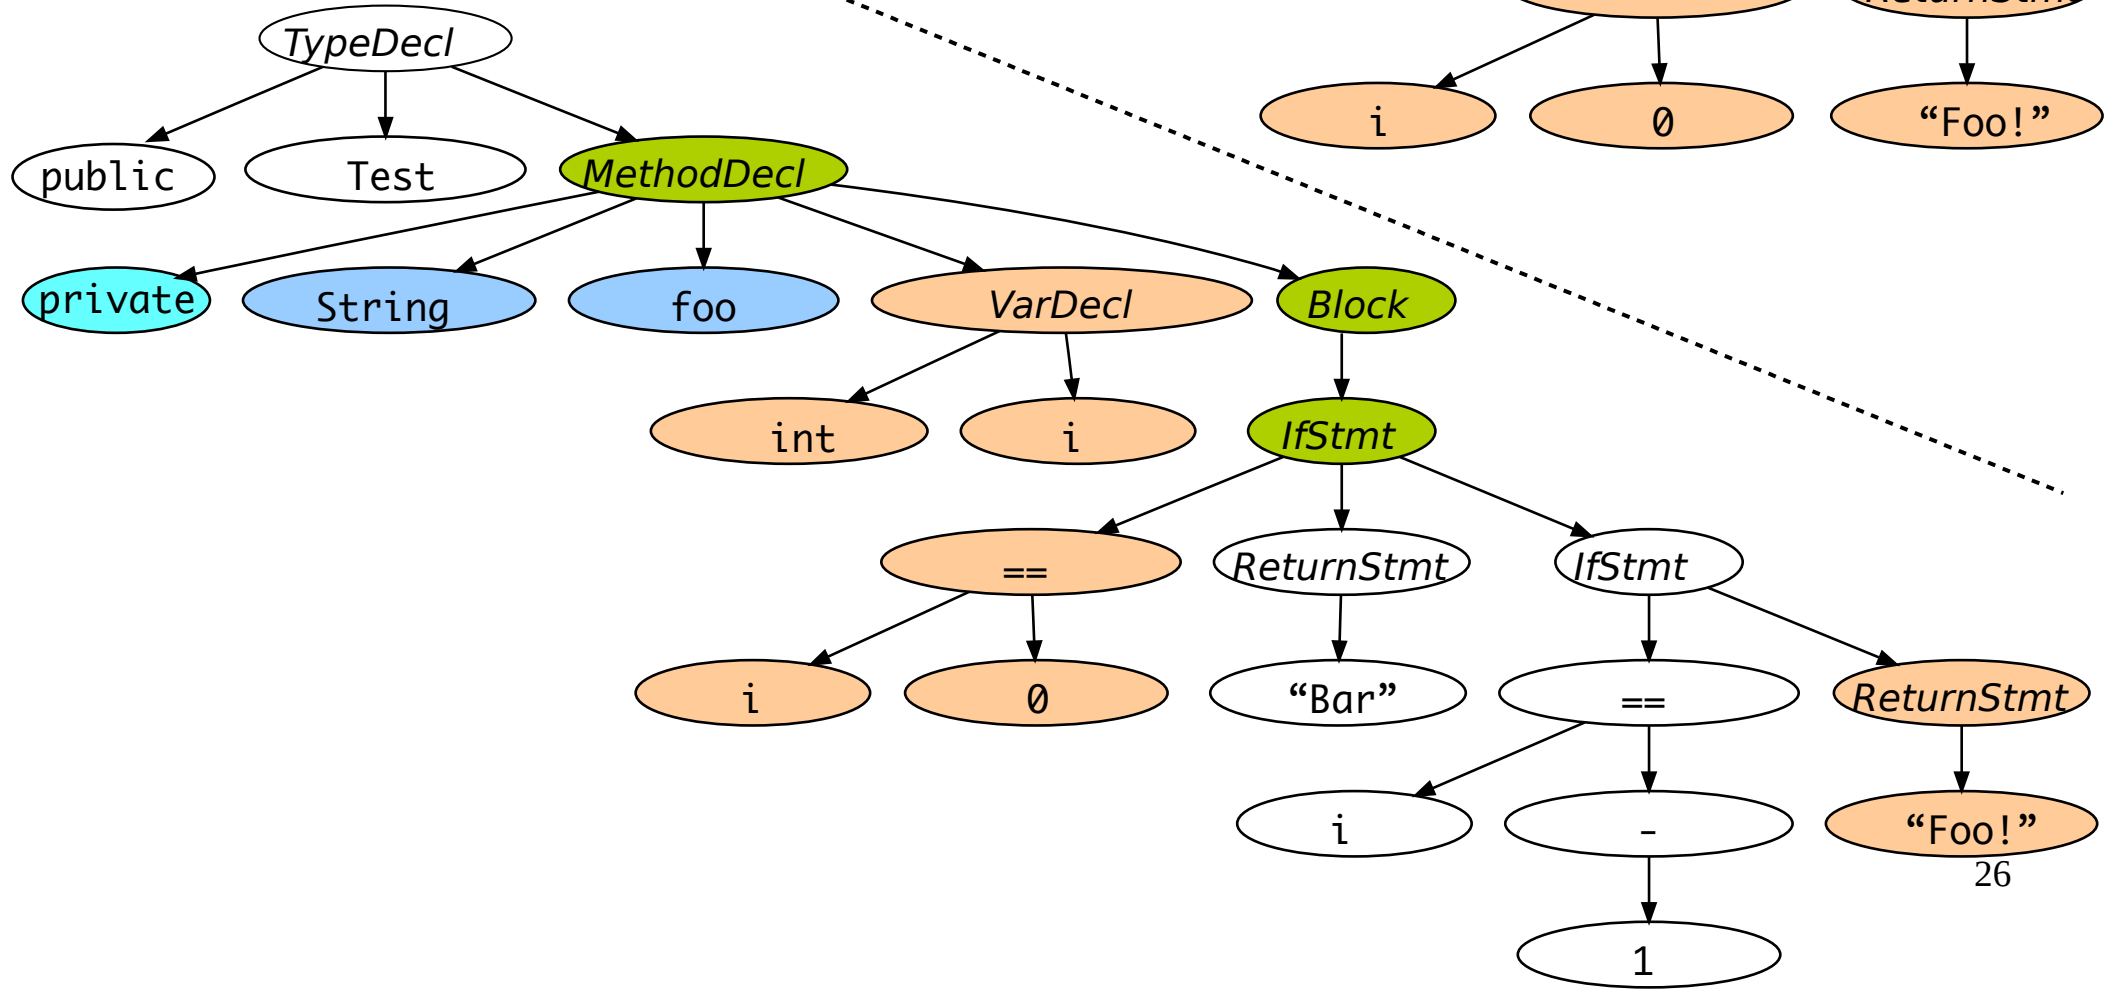 ReturnStmt
TypeDecl
i
0
“Foo!”
public
Test
MethodDecl
private
String
foo
VarDecl
Block
int
i
IfStmt
==
ReturnStmt
IfStmt
i
0
“Bar”
==
ReturnStmt
i
-
“Foo!”
26
1